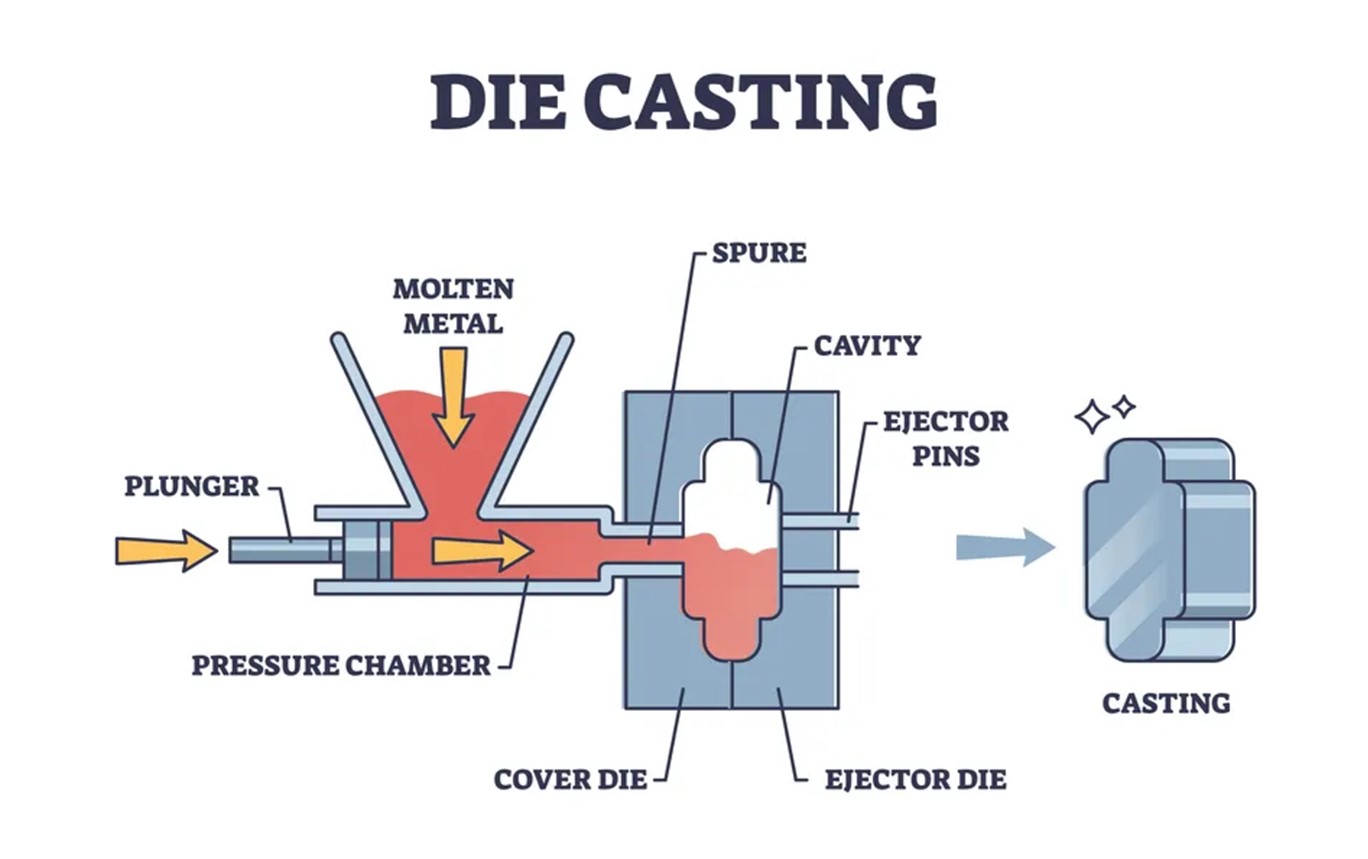 DIE CASTING
SPURE
MOLTEN
METAL
CAVITY
EJECTOR
PINS
PLUNGER
PRESSURE CHAMBER
CASTING
COVER DIE
EJECTOR DIE